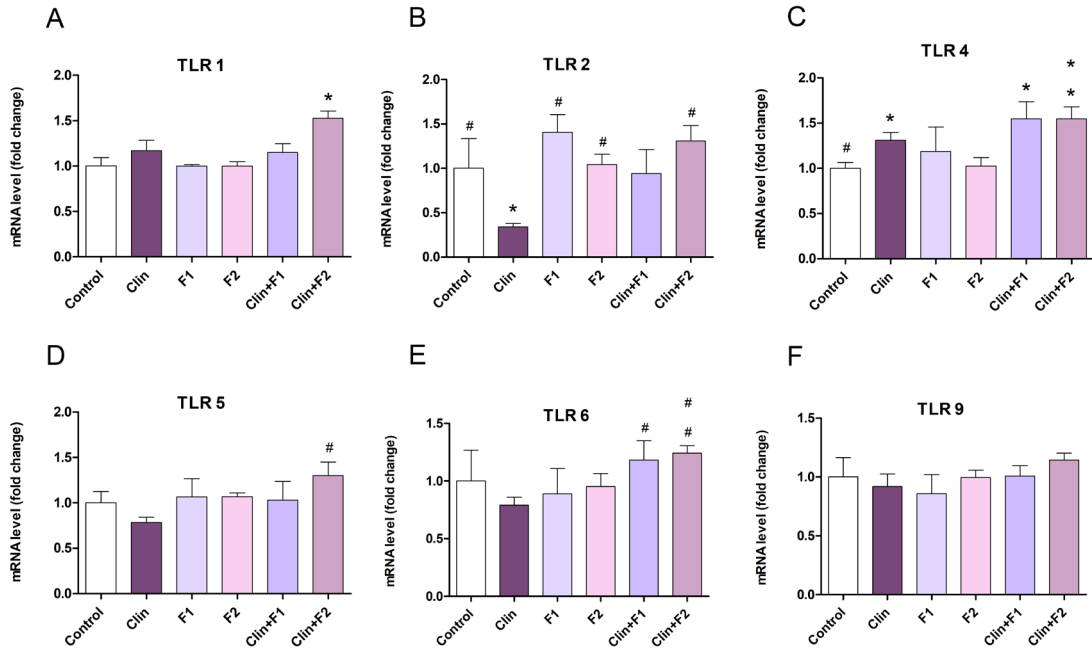 A
TLR 1
mRNA level (fold change)
2.0
1.5
1.0
0.5
0.0
*
Control
Clin
F1
F2
Clin+F1
Clin+F2
B
TLR 2
mRNA level (fold change)
2.0
1.5
1.0
0.5
0.0
#
*
#
#
#
Control
Clin
F1
F2
Clin+F1
Clin+F2
C
TLR 4
mRNA level (fold change)
2.0
1.5
1.0
0.5
0.0
#
*
*
*
*
Control
Clin
F1
F2
Clin+F1
Clin+F2
D
TLR 5
mRNA level (fold change)
2.0
1.5
1.0
0.5
0.0
#
Control
Clin
F1
F2
Clin+F1
Clin+F2
E
TLR 6
mRNA level (fold change)
1.5
1.0
0.5
0.0
#
#
#
Control
Clin
F1
F2
Clin+F1
Clin+F2
F
TLR 9
mRNA level (fold change)
1.5
1.0
0.5
0.0
Control
Clin
F1
F2
Clin+F1
Clin+F2